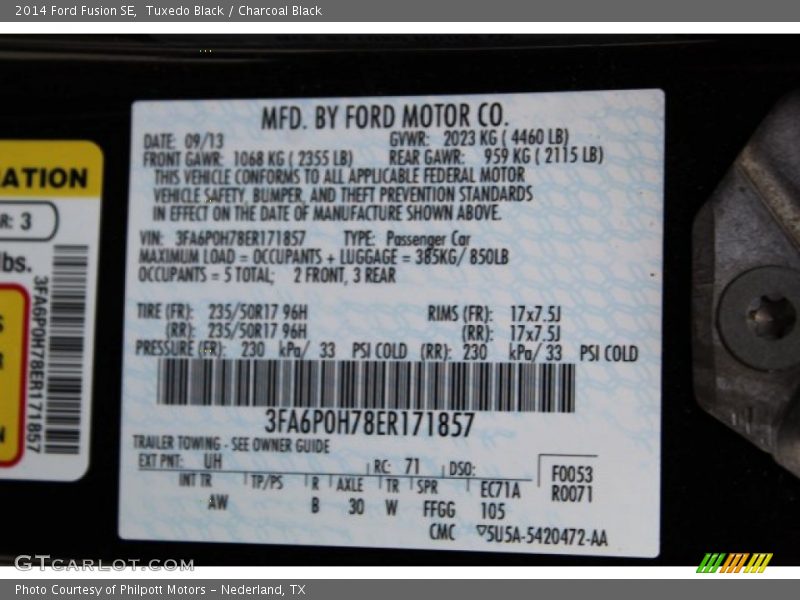 2014 Ford Fusion SE, Tuxedo Black / Charcoal Black
MFD. BY FORD MOTOR CO.
DATE: 09/13 GVWR: 2023 KG ( 4460 LB)
FRONT GAWR: 1068 KG ( 2355 LB) REAR GAWR: 959 KG ( 2115 LB)
THIS VEHICLE CONFORMS TO ALL APPLICABLE FEDERAL MOTOR
VEHICLE SAFETY, BUMPER, AND THEFT PREVENTION STANDARDS
IN EFFECT ON THE DATE OF MANUFACTURE SHOWN ABOVE.
VIN: 3FA6P0H78ER171857 TYPE: Passenger Car
MAXIMUM LOAD = OCCUPANTS + LUGGAGE = 385KG/ 850LB
OCCUPANTS = 5 TOTAL; 2 FRONT, 3 REAR
TIRE (FR): 235/50R17 96H RIMS (FR): 17x7.5J
(RR): 235/50R17 96H (RR): 17x7.5J
PRESSURE (FR): 230 kPa/ 33 PSI COLD (RR): 230 kPa/ 33 PSI COLD
3FA6P0H78ER171857
TRAILER TOWING - SEE OWNER GUIDE
EXT PNT: UH RC: 71 DSO: F0053
INT TR TP/PS R AXLE TR SPR EC71A R0071
AW B 30 W FFGG 105
CMC ▽5U5A-5420472-AA
ATION
R: 3
lbs.
3FA6P0H78ER171857
GTCarLot.com
Photo Courtesy of Philpott Motors - Nederland, TX